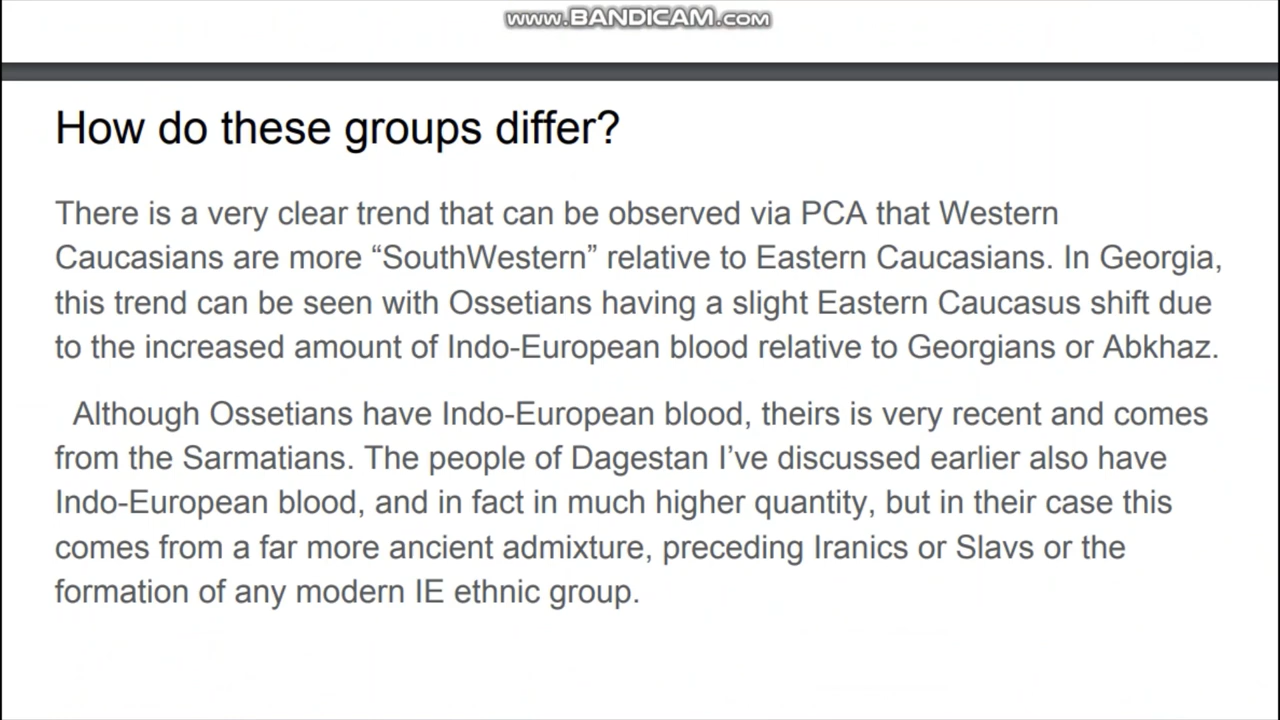 www.BANDICAM.com
How do these groups differ?
There is a very clear trend that can be observed via PCA that Western
Caucasians are more “SouthWestern” relative to Eastern Caucasians. In Georgia,
this trend can be seen with Ossetians having a slight Eastern Caucasus shift due
to the increased amount of Indo-European blood relative to Georgians or Abkhaz.
Although Ossetians have Indo-European blood, theirs is very recent and comes
from the Sarmatians. The people of Dagestan I’ve discussed earlier also have
Indo-European blood, and in fact in much higher quantity, but in their case this
comes from a far more ancient admixture, preceding Iranics or Slavs or the
formation of any modern IE ethnic group.